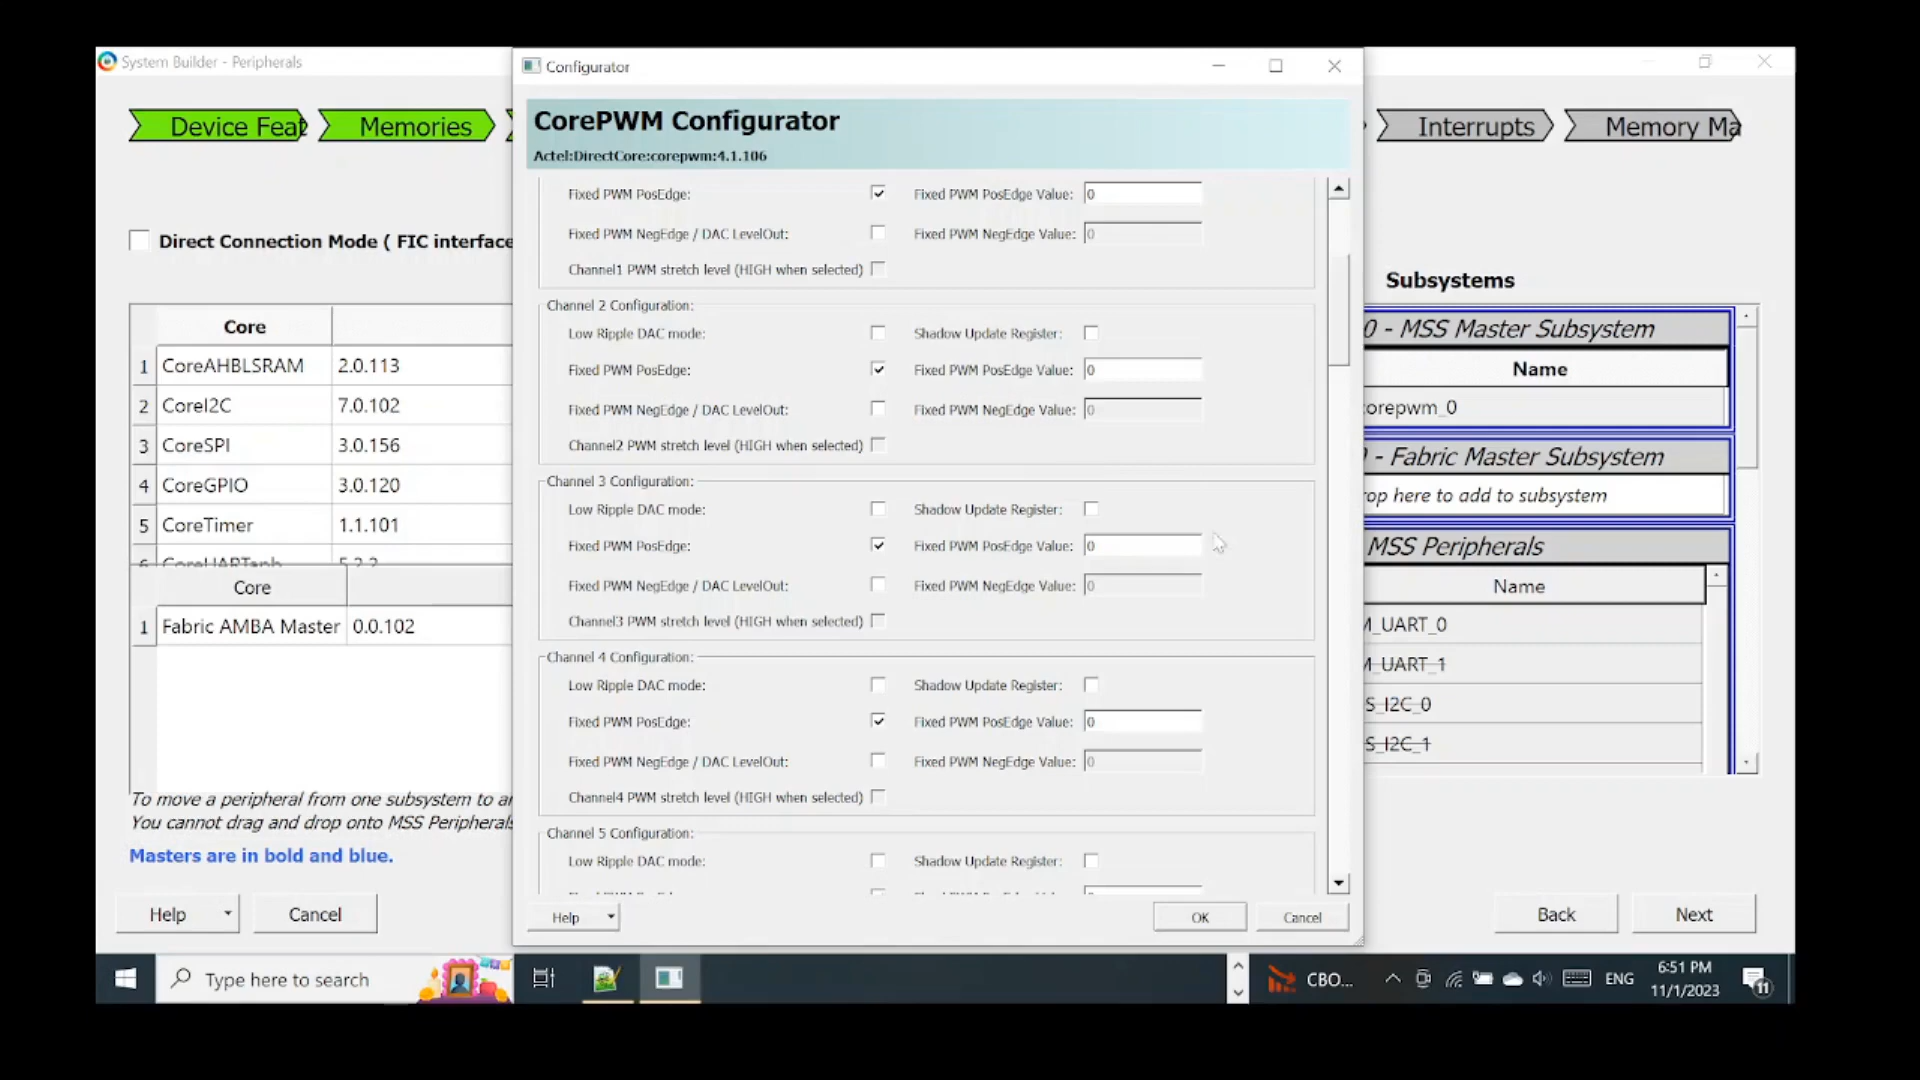 System Builder - Peripherals
Configurator
Device Feat
Memories
CorePWM Configurator
Actel:DirectCore:corepwm:4.1.106
Interrupts
Memory Ma
Direct Connection Mode ( FIC interface
Fixed PWM PosEdge:
Fixed PWM PosEdge Value: 0
Fixed PWM NegEdge / DAC LevelOut:
Fixed PWM NegEdge Value: 0
Channel1 PWM stretch level (HIGH when selected)
Channel 2 Configuration:
Low Ripple DAC mode:
Shadow Update Register:
Fixed PWM PosEdge:
Fixed PWM PosEdge Value: 0
Fixed PWM NegEdge / DAC LevelOut:
Fixed PWM NegEdge Value: 0
Channel2 PWM stretch level (HIGH when selected)
Channel 3 Configuration:
Low Ripple DAC mode:
Shadow Update Register:
Fixed PWM PosEdge:
Fixed PWM PosEdge Value: 0
Fixed PWM NegEdge / DAC LevelOut:
Fixed PWM NegEdge Value: 0
Channel3 PWM stretch level (HIGH when selected)
Channel 4 Configuration:
Low Ripple DAC mode:
Shadow Update Register:
Fixed PWM PosEdge:
Fixed PWM PosEdge Value: 0
Fixed PWM NegEdge / DAC LevelOut:
Fixed PWM NegEdge Value: 0
Channel4 PWM stretch level (HIGH when selected)
Channel 5 Configuration:
Low Ripple DAC mode:
Shadow Update Register:
Help
OK
Cancel
Core
1 CoreAHBLSRAM 2.0.113
2 CoreI2C 7.0.102
3 CoreSPI 3.0.156
4 CoreGPIO 3.0.120
5 CoreTimer 1.1.101
Core
1 Fabric AMBA Master 0.0.102
To move a peripheral from one subsystem to an
You cannot drag and drop onto MSS Peripherals
Masters are in bold and blue.
Help
Cancel
Subsystems
0 - MSS Master Subsystem
Name
corepwm_0
- Fabric Master Subsystem
rop here to add to subsystem
MSS Peripherals
Name
M_UART_0
M_UART_1
S_I2C_0
S_I2C_1
Back
Next
Type here to search
CBO...
ENG
6:51 PM
11/1/2023
11